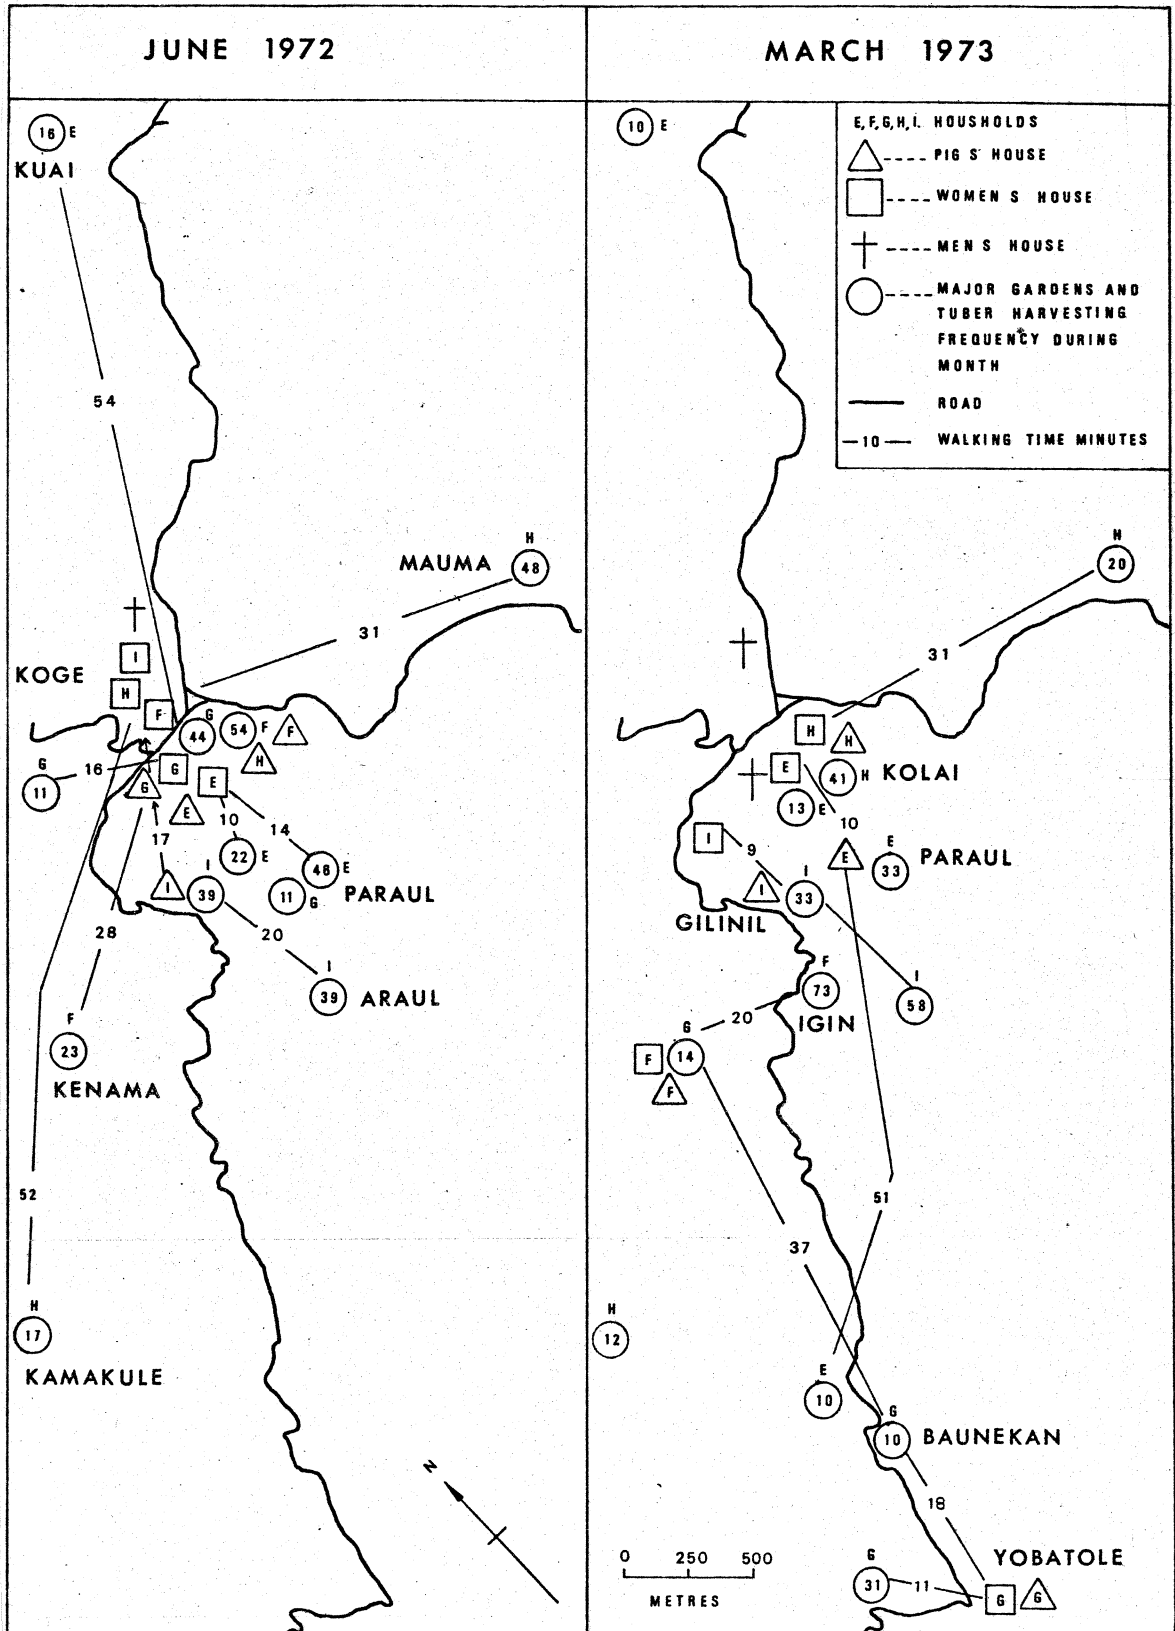 JUNE 1972
MARCH 1973
16 E
KUAI
54
MAUMA
H
48
31
KOGE
I
H
F
G
44
54 F
F
H
G
11
16
G
G
E
E
10
14
17
22 E
46 E
PARAUL
I
I
39
11 G
28
20
I
39
ARAUL
F
23
KENAMA
52
H
17
KAMAKULE
N
10 E
E,F,G,H,I. HOUSHOLDS
PIG S HOUSE
WOMEN S HOUSE
MEN S HOUSE
MAJOR GARDENS AND
TUBER HARVESTING
FREQUENCY DURING
MONTH
ROAD
10 WALKING TIME MINUTES
H
20
31
H
H
E
41 H
KOLAI
13 E
10
I
9
E
E
33
PARAUL
I
I
33
GILINIL
F
73
IGIN
I
58
20
G
F
14
F
51
37
H
12
E
10
G
10
BAUNEKAN
18
0 250 500
METRES
YOBATOLE
G
31
11
G
G